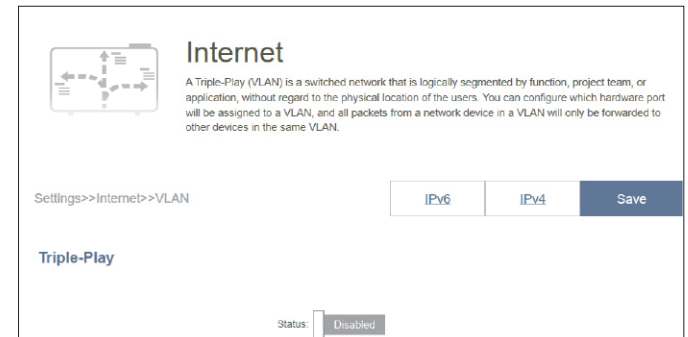 Internet
A Triple-Play (VLAN) is a switched network that is logically segmented by function, project team, or
application, without regard to the physical location of the users. You can configure which hardware port
will be assigned to a VLAN, and all packets from a network device in a VLAN will only be forwarded to
other devices in the same VLAN.
Settings>>Internet>>VLAN
IPv6 IPv4 Save
Triple-Play
Status: Disabled